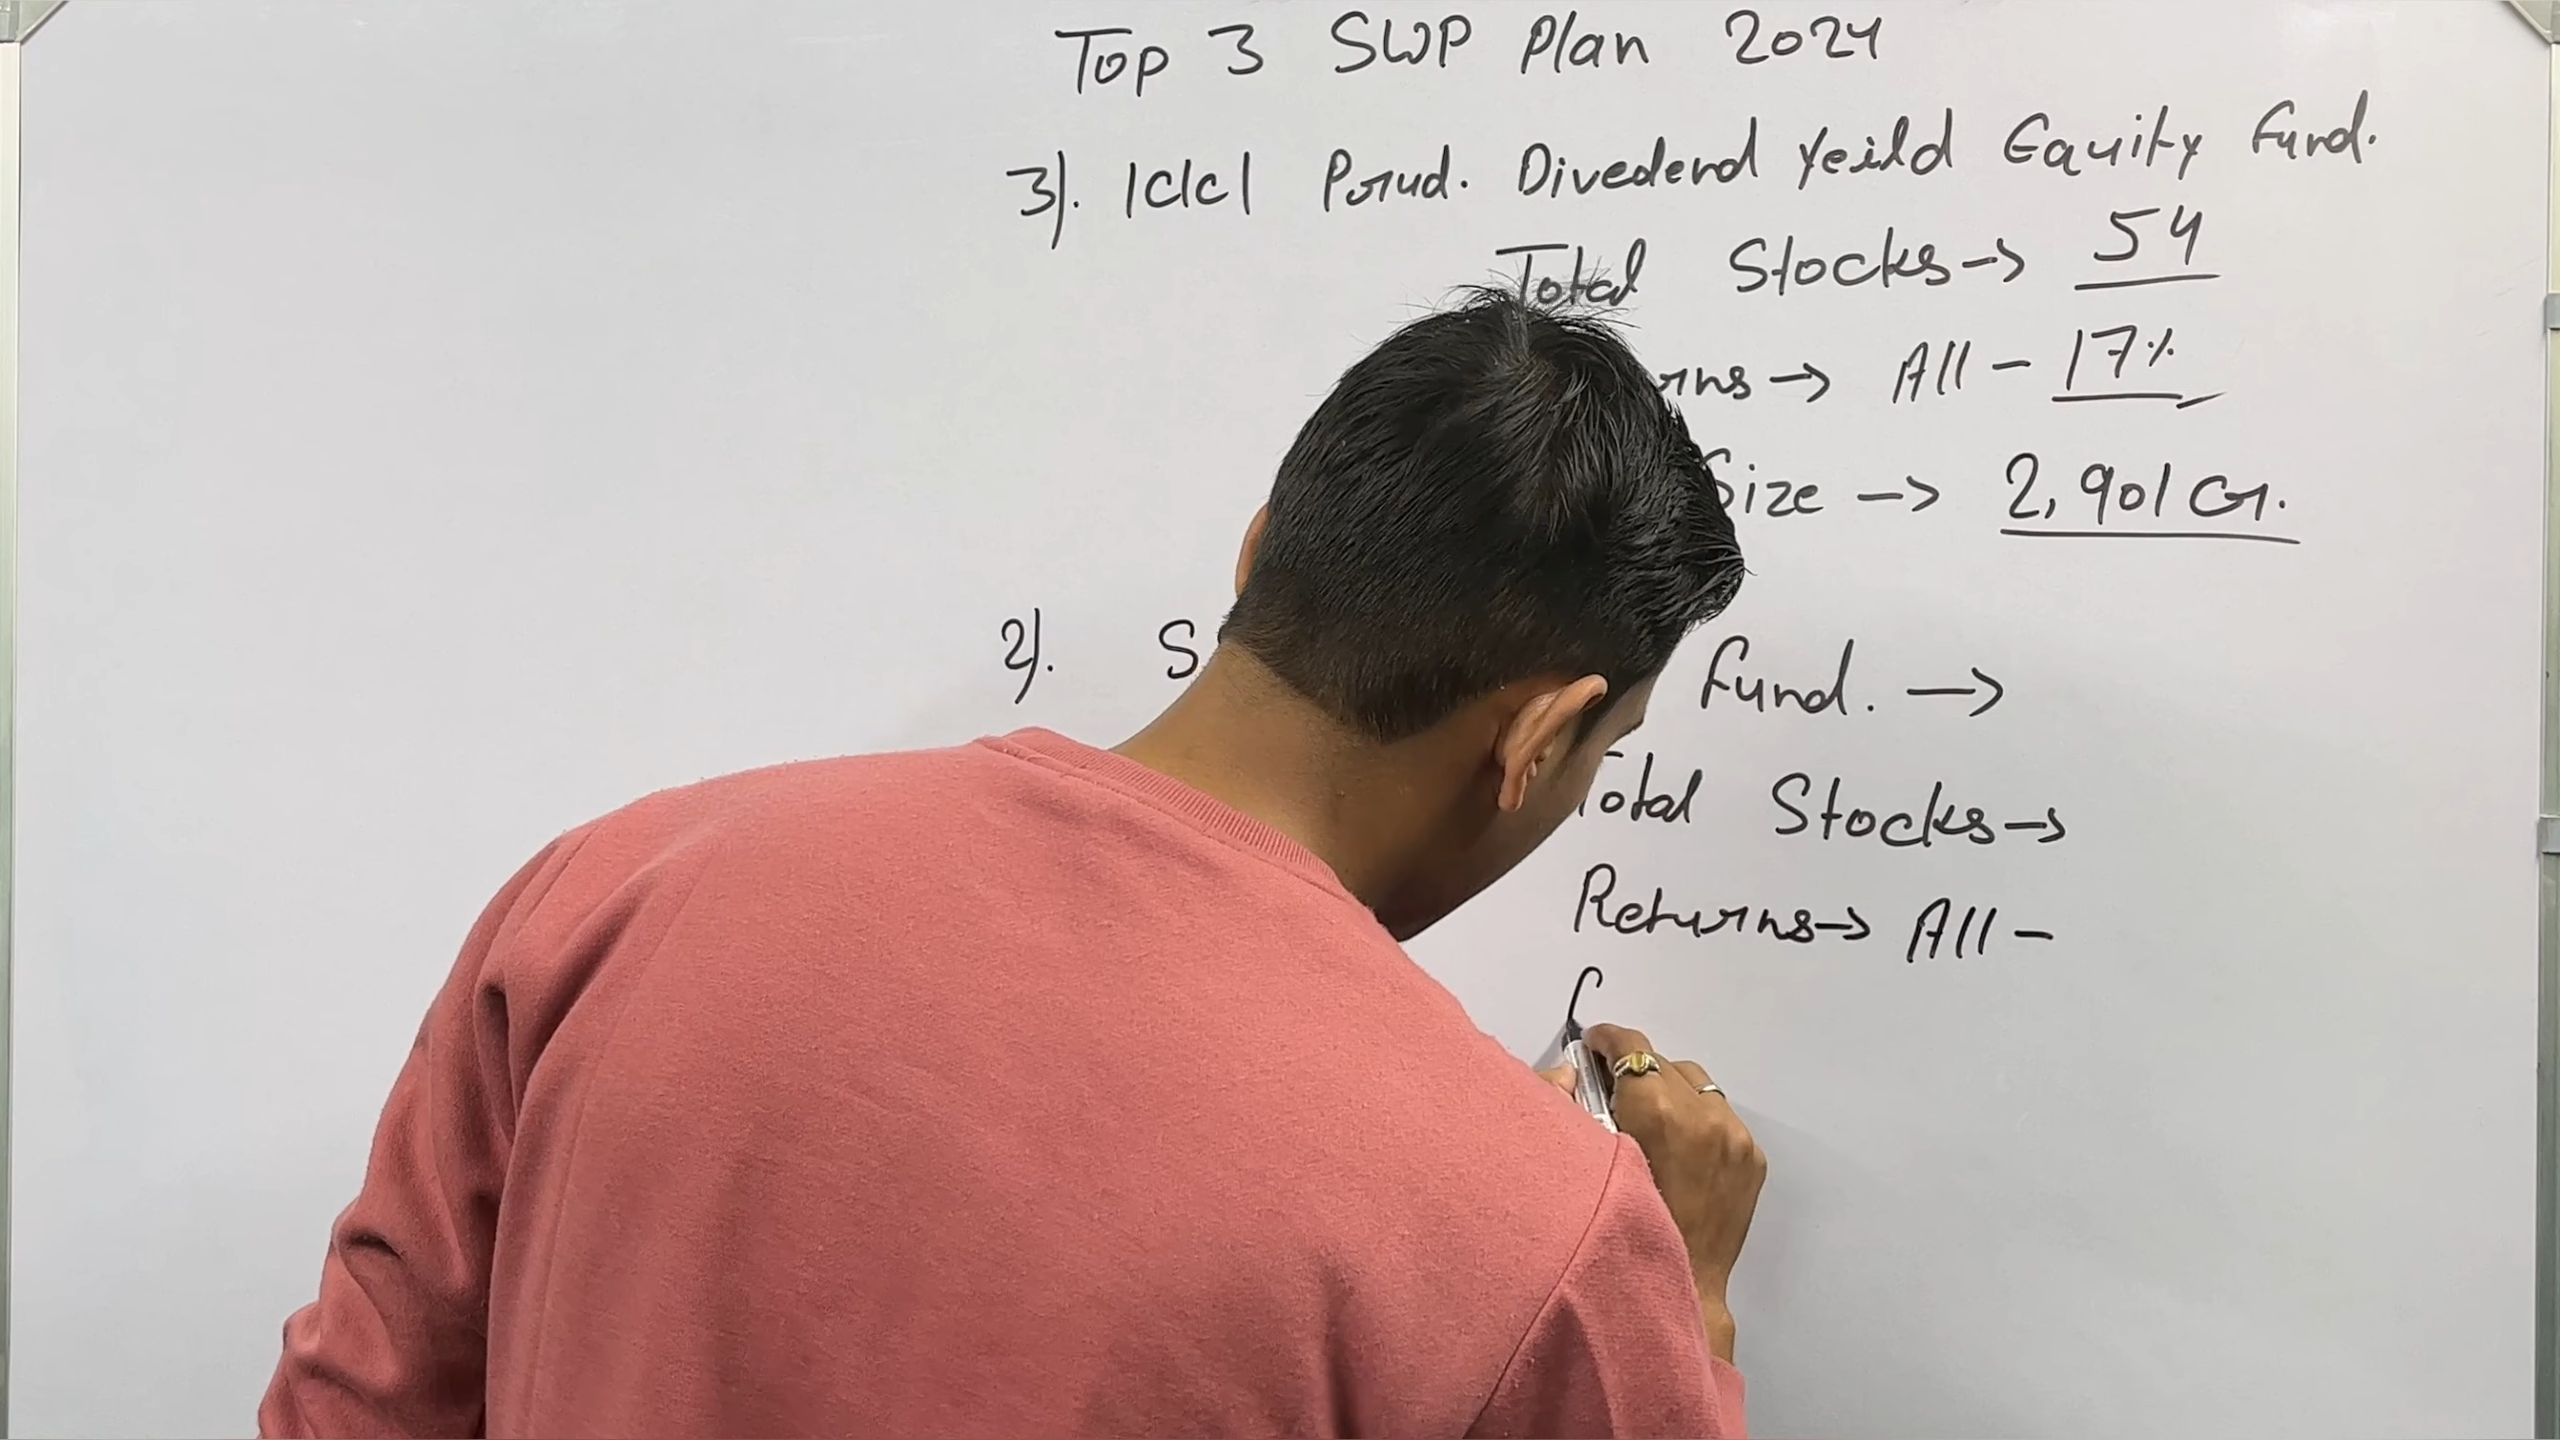 Top 3 SWP Plan 2024
3). ICICI Prud. Divedend Yeild Equity Fund.
Total Stocks→ 54
→ All - 17%
Size → 2,901 Cr.
2). Fund. →
Total Stocks→
Returns→ All -